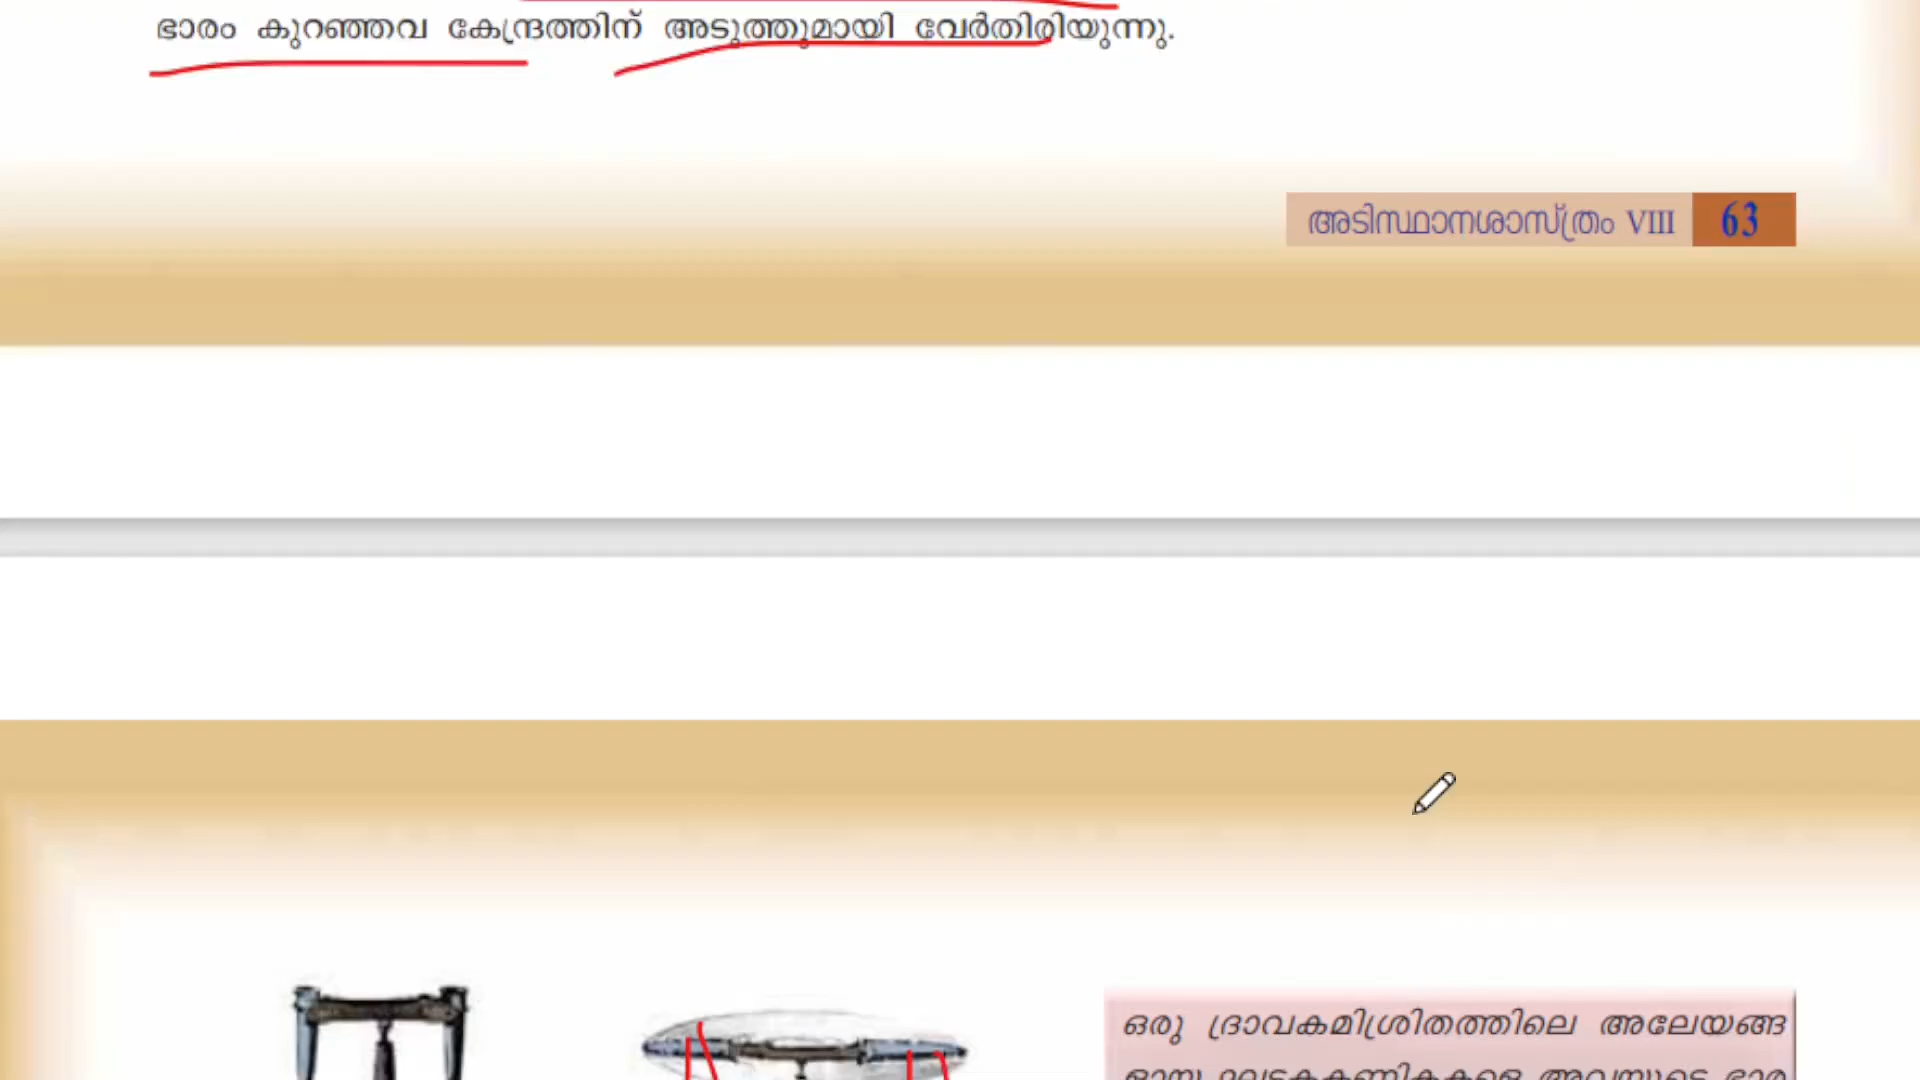 ഭാരം കുറഞ്ഞവ കേന്ദ്രത്തിന് അടുത്തുമായി വേർതിരിയുന്നു.
അടിസ്ഥാനശാസ്ത്രം VIII 63
ഒരു ദ്രാവകമിശ്രിതത്തിലെ അലേയങ്ങ